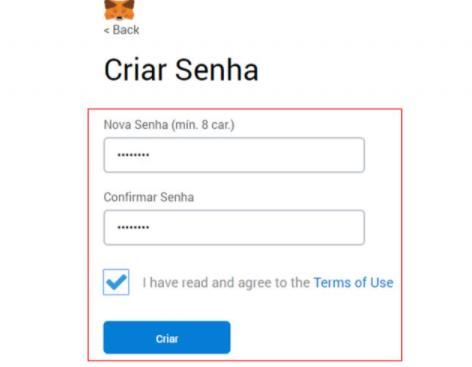 < Back
Criar Senha
Nova Senha (mín. 8 car.)
••••••••
Confirmar Senha
••••••••
I have read and agree to the Terms of Use
Criar